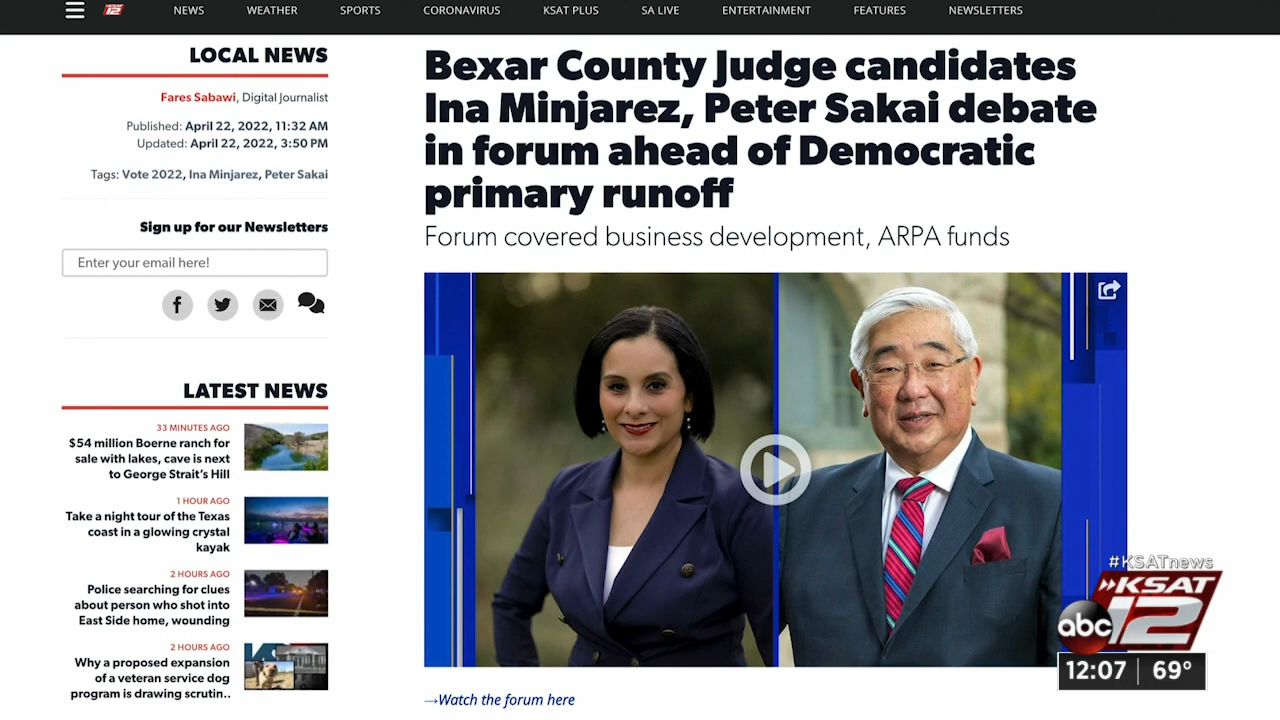 KSAT 12
NEWS WEATHER SPORTS CORONAVIRUS KSAT PLUS SA LIVE ENTERTAINMENT FEATURES NEWSLETTERS
LOCAL NEWS
Fares Sabawi, Digital Journalist
Published: April 22, 2022, 11:32 AM
Updated: April 22, 2022, 3:50 PM
Tags: Vote 2022, Ina Minjarez, Peter Sakai
Sign up for our Newsletters
Enter your email here!
LATEST NEWS
33 MINUTES AGO
$54 million Boerne ranch for
sale with lakes, cave is next
to George Strait's Hill
1 HOUR AGO
Take a night tour of the Texas
coast in a glowing crystal
kayak
2 HOURS AGO
Police searching for clues
about person who shot into
East Side home, wounding
2 HOURS AGO
Why a proposed expansion
of a veteran service dog
program is drawing scrutin..
Bexar County Judge candidates
Ina Minjarez, Peter Sakai debate
in forum ahead of Democratic
primary runoff
Forum covered business development, ARPA funds
→Watch the forum here
#KSATnews
KSAT
abc 12
12:07 69°